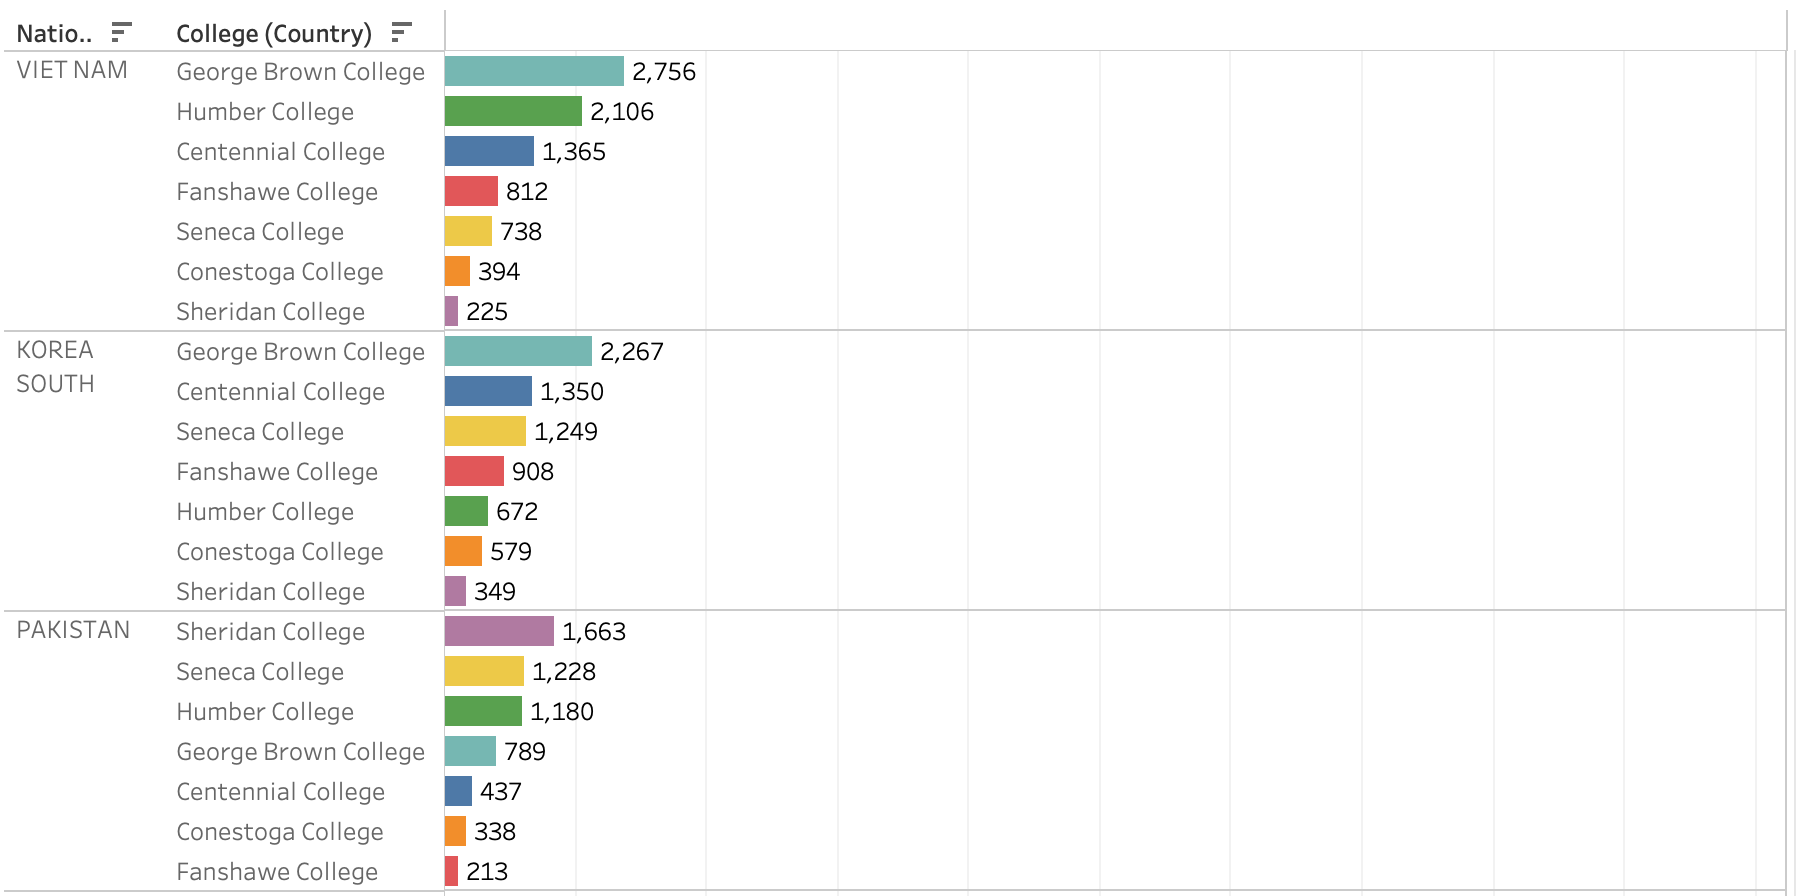 Natio.. College (Country)
VIET NAM George Brown College 2,756
Humber College 2,106
Centennial College 1,365
Fanshawe College 812
Seneca College 738
Conestoga College 394
Sheridan College 225
KOREA SOUTH George Brown College 2,267
Centennial College 1,350
Seneca College 1,249
Fanshawe College 908
Humber College 672
Conestoga College 579
Sheridan College 349
PAKISTAN Sheridan College 1,663
Seneca College 1,228
Humber College 1,180
George Brown College 789
Centennial College 437
Conestoga College 338
Fanshawe College 213